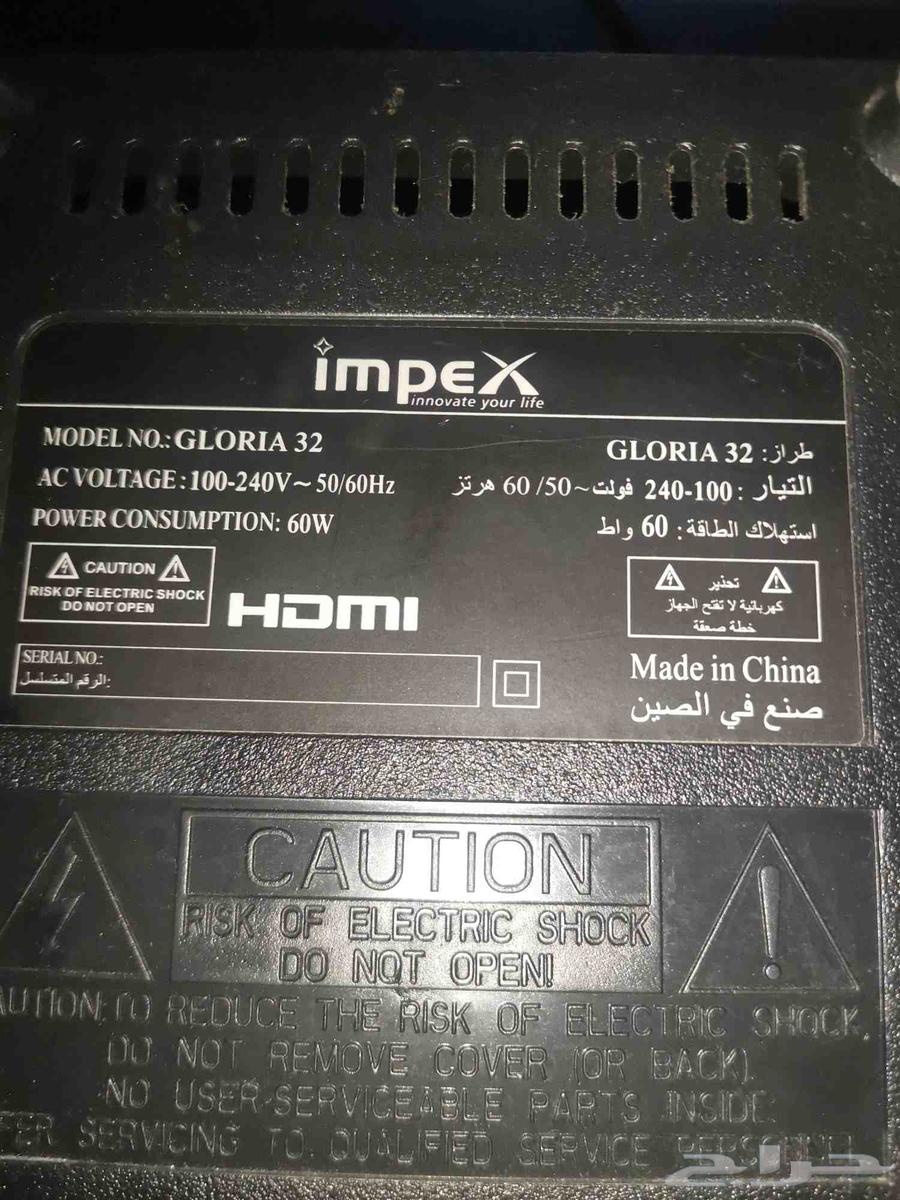 impex
innovate your life
MODEL NO.: GLORIA 32
AC VOLTAGE : 100-240V ~ 50/60Hz
POWER CONSUMPTION: 60W
طراز: GLORIA 32
التيار : 100-240 فولت ~ 50/ 60 هرتز
استهلاك الطاقة : 60 واط
CAUTION
RISK OF ELECTRIC SHOCK
DO NOT OPEN
HDMI
تحذير
كهربائية لا تفتح الجهاز
خطة صعقة
SERIAL NO.:
الرقم المتسلسل:
Made in China
صنع في الصين
CAUTION
RISK OF ELECTRIC SHOCK
DO NOT OPEN!
AUTION: TO REDUCE THE RISK OF ELECTRIC SHOCK,
DO NOT REMOVE COVER (OR BACK).
NO USER-SERVICEABLE PARTS INSIDE.
FER SERVICING TO QUALIFIED SERVICE PERSONNEL
حراج